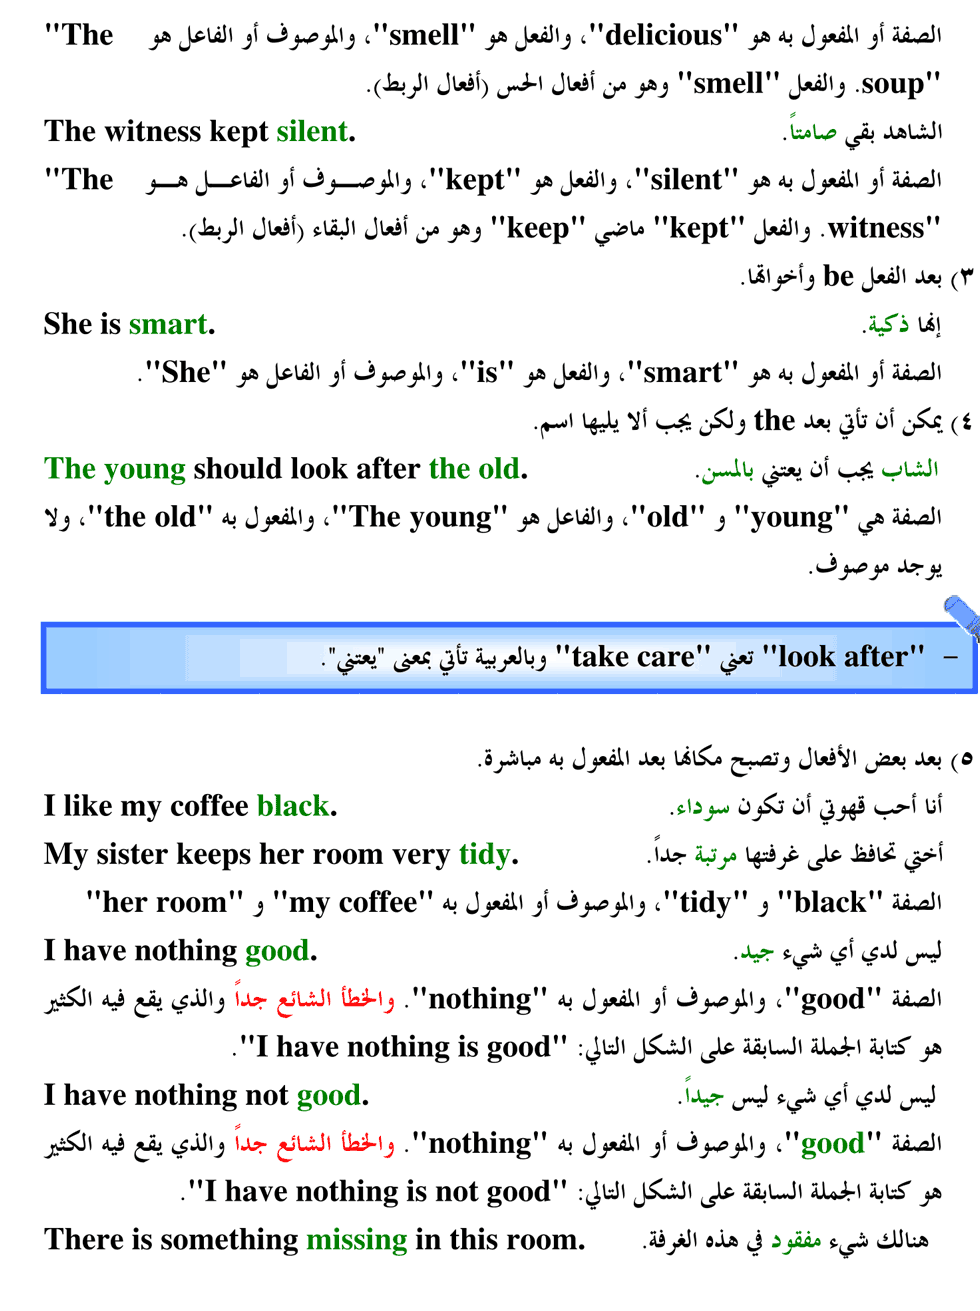 الصفة أو المفعول به هو "delicious"، والفعل هو "smell"، والموصوف أو الفاعل هو "The
soup". والفعل "smell" وهو من أفعال الحس (أفعال الربط).
الشاهد بقي صامتاً. The witness kept silent.
الصفة أو المفعول به هو "silent"، والفعل هو "kept"، والموصـــوف أو الفاعـــل هـــو "The
witness". والفعل "kept" ماضي "keep" وهو من أفعال البقاء (أفعال الربط).
٣) بعد الفعل be وأخواتها.
إنها ذكية. She is smart.
الصفة أو المفعول به هو "smart"، والفعل هو "is"، والموصوف أو الفاعل هو "She".
٤) يمكن أن تأتي بعد the ولكن يجب ألا يليها اسم.
الشاب يجب أن يعتني بالمسن. The young should look after the old.
الصفة هي "young" و "old"، والفاعل هو "The young"، والمفعول به "the old"، ولا
يوجد موصوف.
– "look after" تعني "take care" وبالعربية تأتي بمعنى "يعتني".
٥) بعد بعض الأفعال وتصبح مكانها بعد المفعول به مباشرة.
أنا أحب قهوتي أن تكون سوداء. I like my coffee black.
أختي تحافظ على غرفتها مرتبة جداً. My sister keeps her room very tidy.
الصفة "black" و "tidy"، والموصوف أو المفعول به "my coffee" و "her room"
ليس لدي أي شيء جيد. I have nothing good.
الصفة "good"، والموصوف أو المفعول به "nothing". والخطأ الشائع جداً والذي يقع فيه الكثير
هو كتابة الجملة السابقة على الشكل التالي: "I have nothing is good".
ليس لدي أي شيء ليس جيداً. I have nothing not good.
الصفة "good"، والموصوف أو المفعول به "nothing". والخطأ الشائع جداً والذي يقع فيه الكثير
هو كتابة الجملة السابقة على الشكل التالي: "I have nothing is not good".
هنالك شيء مفقود في هذه الغرفة. There is something missing in this room.